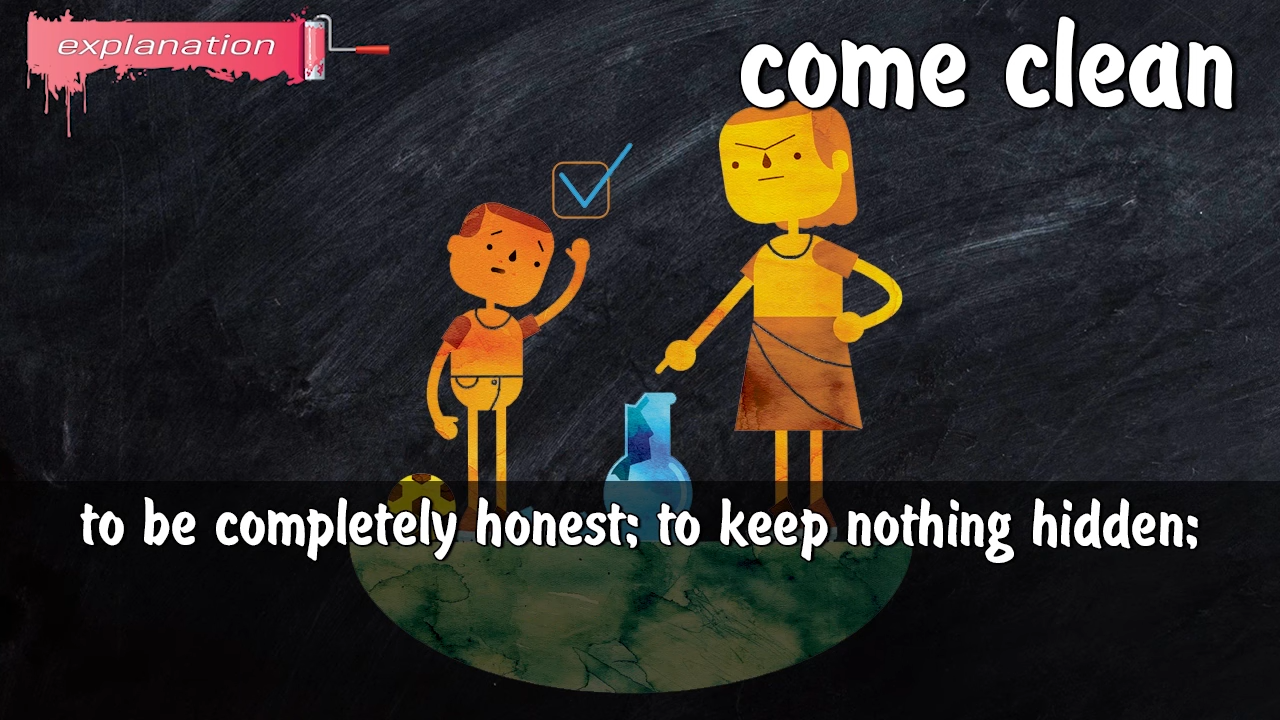 explanation
come clean
to be completely honest; to keep nothing hidden;